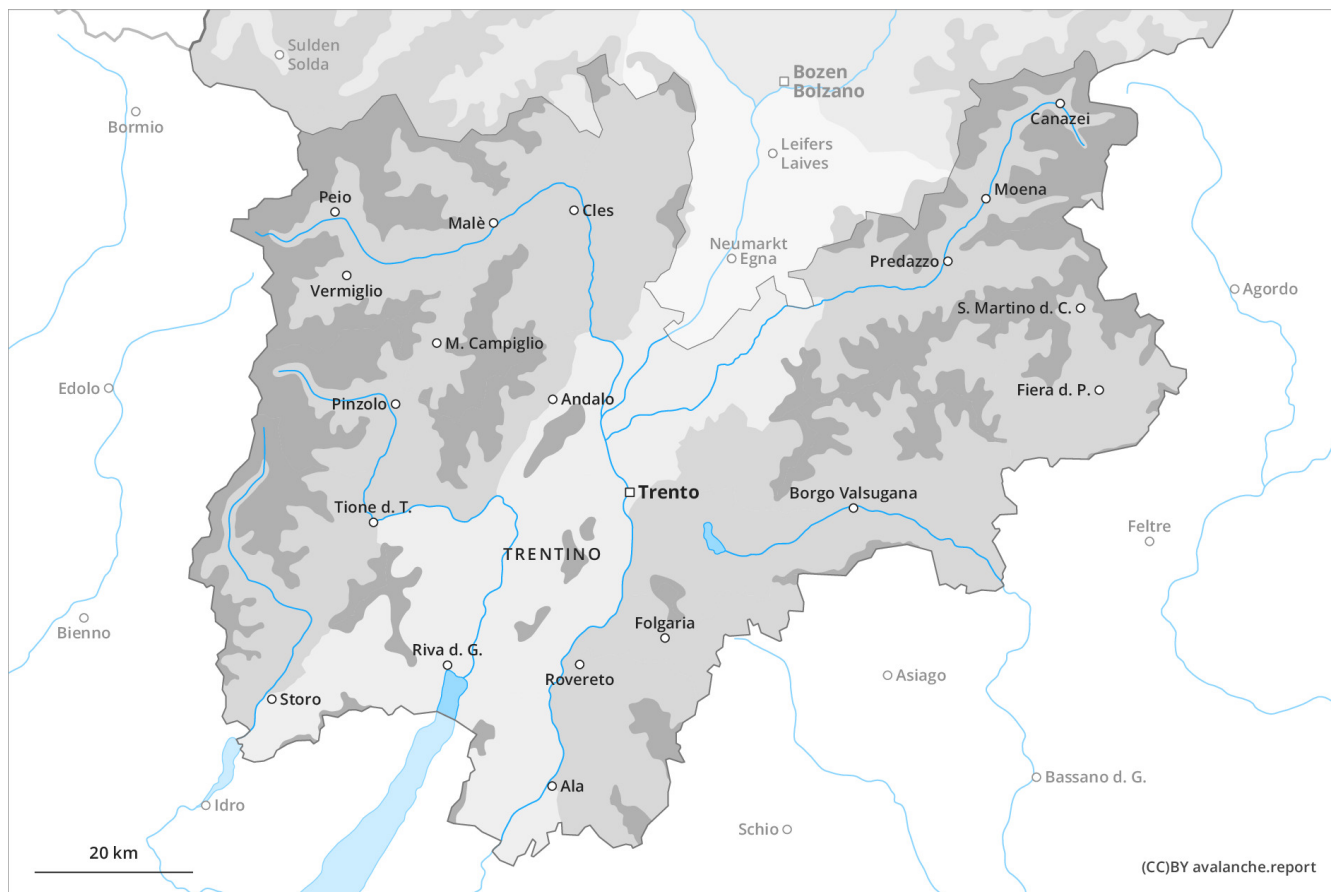 Sulden
Solda
Bozen
Bolzano
Bormio
Canazei
Leifers
Laives
Peio
Moena
Malè
Cles
Neumarkt
Egna
Predazzo
Vermiglio
Agordo
S. Martino d. C.
M. Campiglio
Edolo
Fiera d. P.
Pinzolo
Andalo
Trento
Borgo Valsugana
Tione d. T.
Feltre
TRENTINO
Bienno
Folgaria
Riva d. G.
Rovereto
Asiago
Storo
Ala
Bassano d. G.
Idro
Schio
20 km
(CC)BY avalanche.report